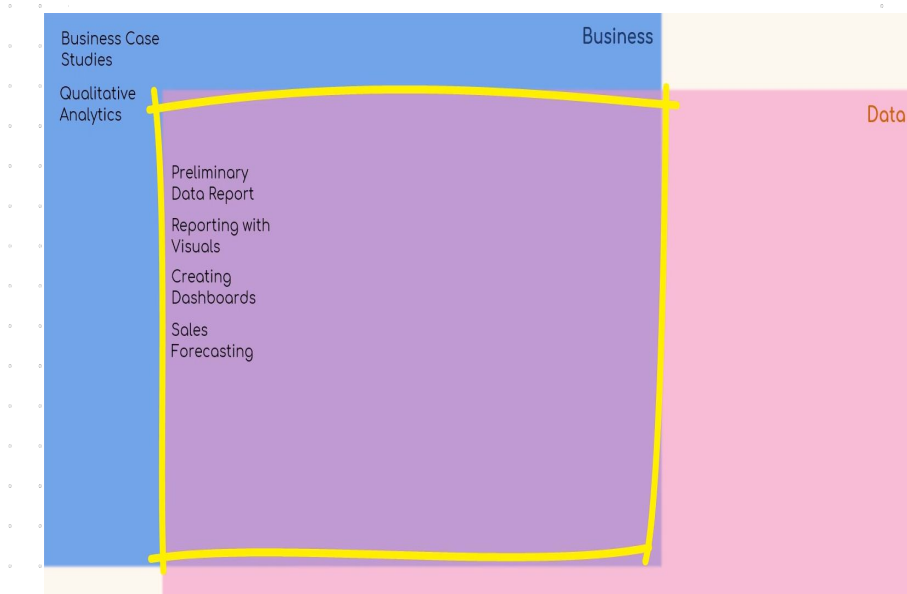 Business Case
Studies
Business
Qualitative
Analytics
Data
Preliminary
Data Report
Reporting with
Visuals
Creating
Dashboards
Sales
Forecasting